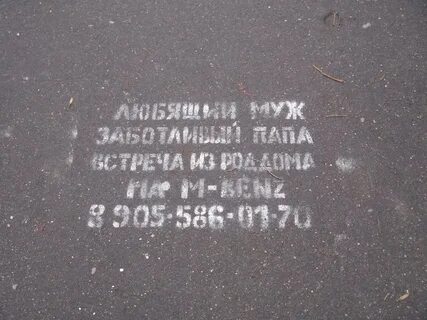 ЛЮБЯЩИЙ МУЖ
ЗАБОТЛИВЫЙ ПАПА
ВСТРЕЧА ИЗ РОДДОМА
НА M-BENZ
8 905-586-01-70